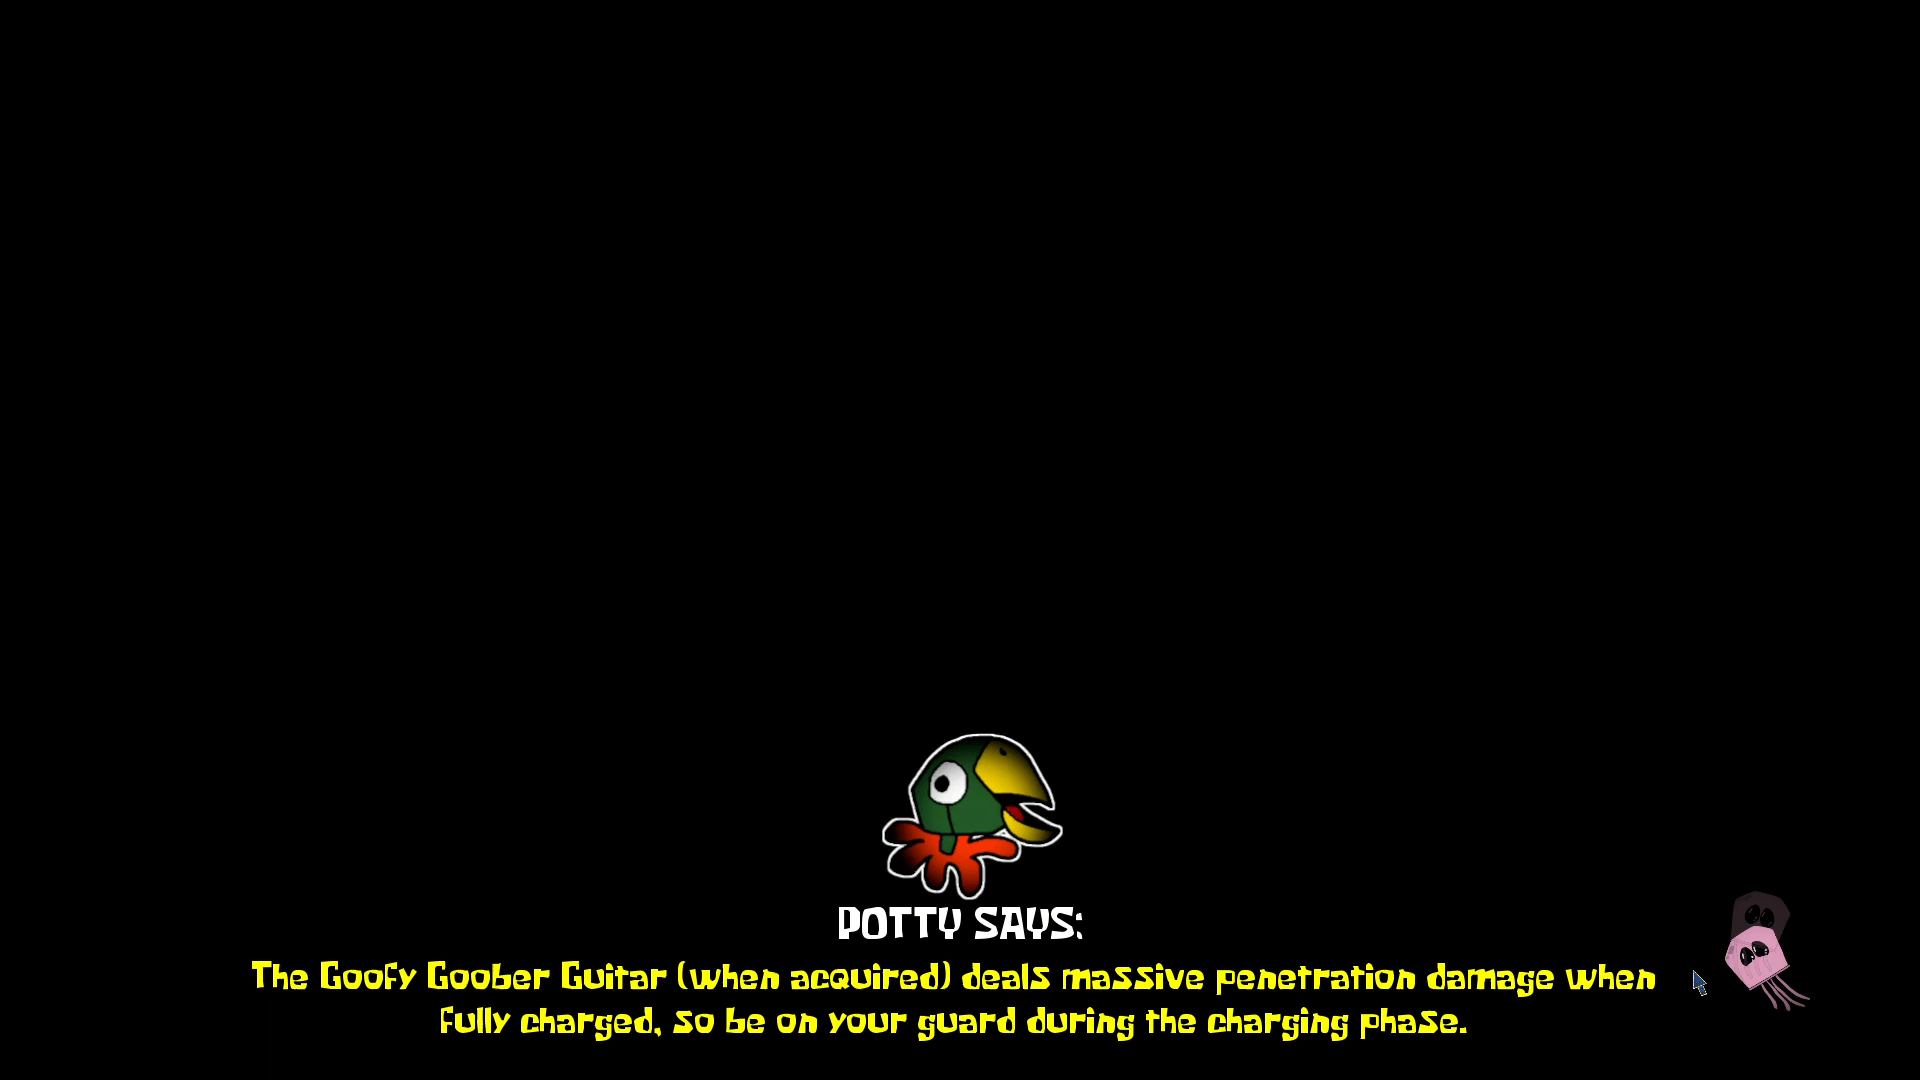 POTTY SAYS:
The Goofy Goober Guitar (when acquired) deals massive penetration damage when
fully charged, so be on your guard during the charging phase.